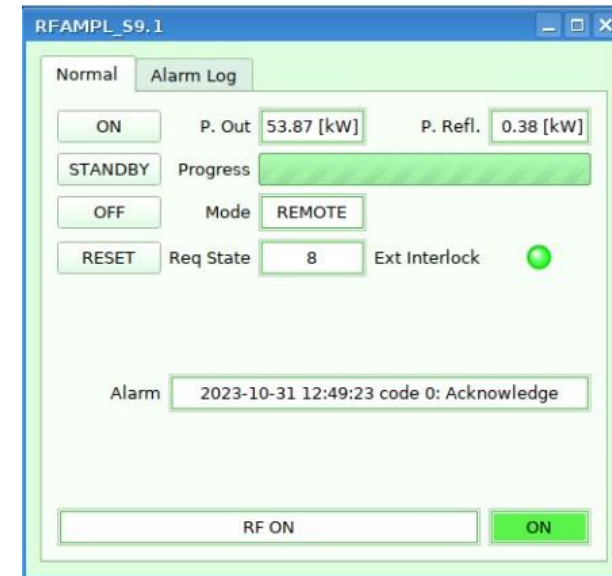 RFAMPL_S9.1
Normal Alarm Log
ON P. Out 53.87 [kW] P. Refl. 0.38 [kW]
STANDBY Progress
OFF Mode REMOTE
RESET Req State 8 Ext Interlock
Alarm 2023-10-31 12:49:23 code 0: Acknowledge
RF ON ON